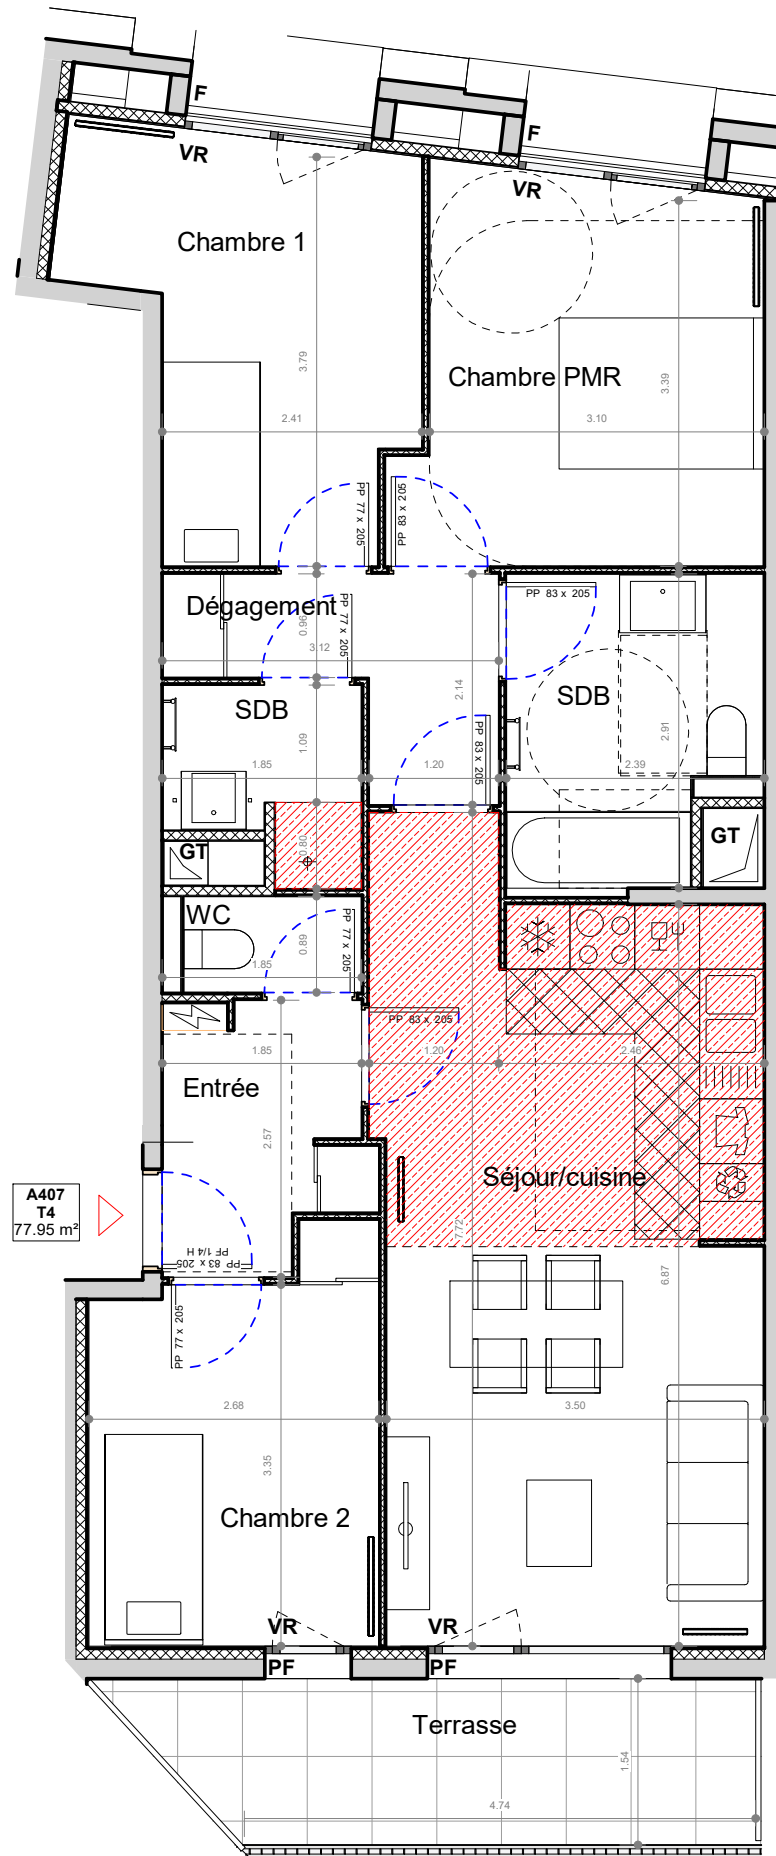 F
VR
F
VR
Chambre 1
3.79
Chambre PMR
3.39
2.41
3.10
PP 77 x 205
PP 83 x 205
Dégagement
0.96
PP 77 x 205
3.12
PP 83 x 205
SDB
2.14
SDB
1.09
PP 83 x 205
2.91
1.85
1.20
2.39
GT
0.80
GT
WC
0.89
PP 77 x 205
1.85
PP 83 x 205
1.85
1.20
2.46
Entrée
2.57
Séjour/cuisine
A407
T4
77.95 m²
7.72
PP 83 x 205
PF 1/4 H
6.87
PP 77 x 205
2.68
3.50
3.35
Chambre 2
VR
VR
PF
PF
Terrasse
1.54
4.74